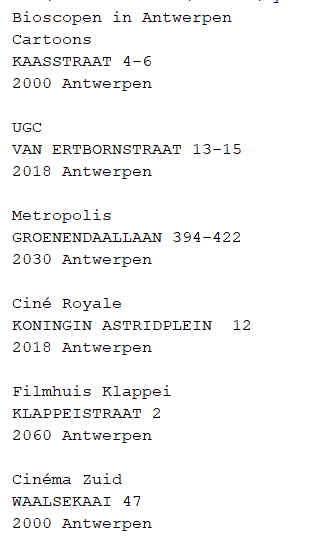 Bioscopen in Antwerpen
Cartoons
KAASSTRAAT 4-6
2000 Antwerpen

UGC
VAN ERTBORNSTRAAT 13-15
2018 Antwerpen

Metropolis
GROENENDAALLAAN 394-422
2030 Antwerpen

Ciné Royale
KONINGIN ASTRIDPLEIN  12
2018 Antwerpen

Filmhuis Klappei
KLAPPEISTRAAT 2
2060 Antwerpen

Cinéma Zuid
WAALSEKAAI 47
2000 Antwerpen